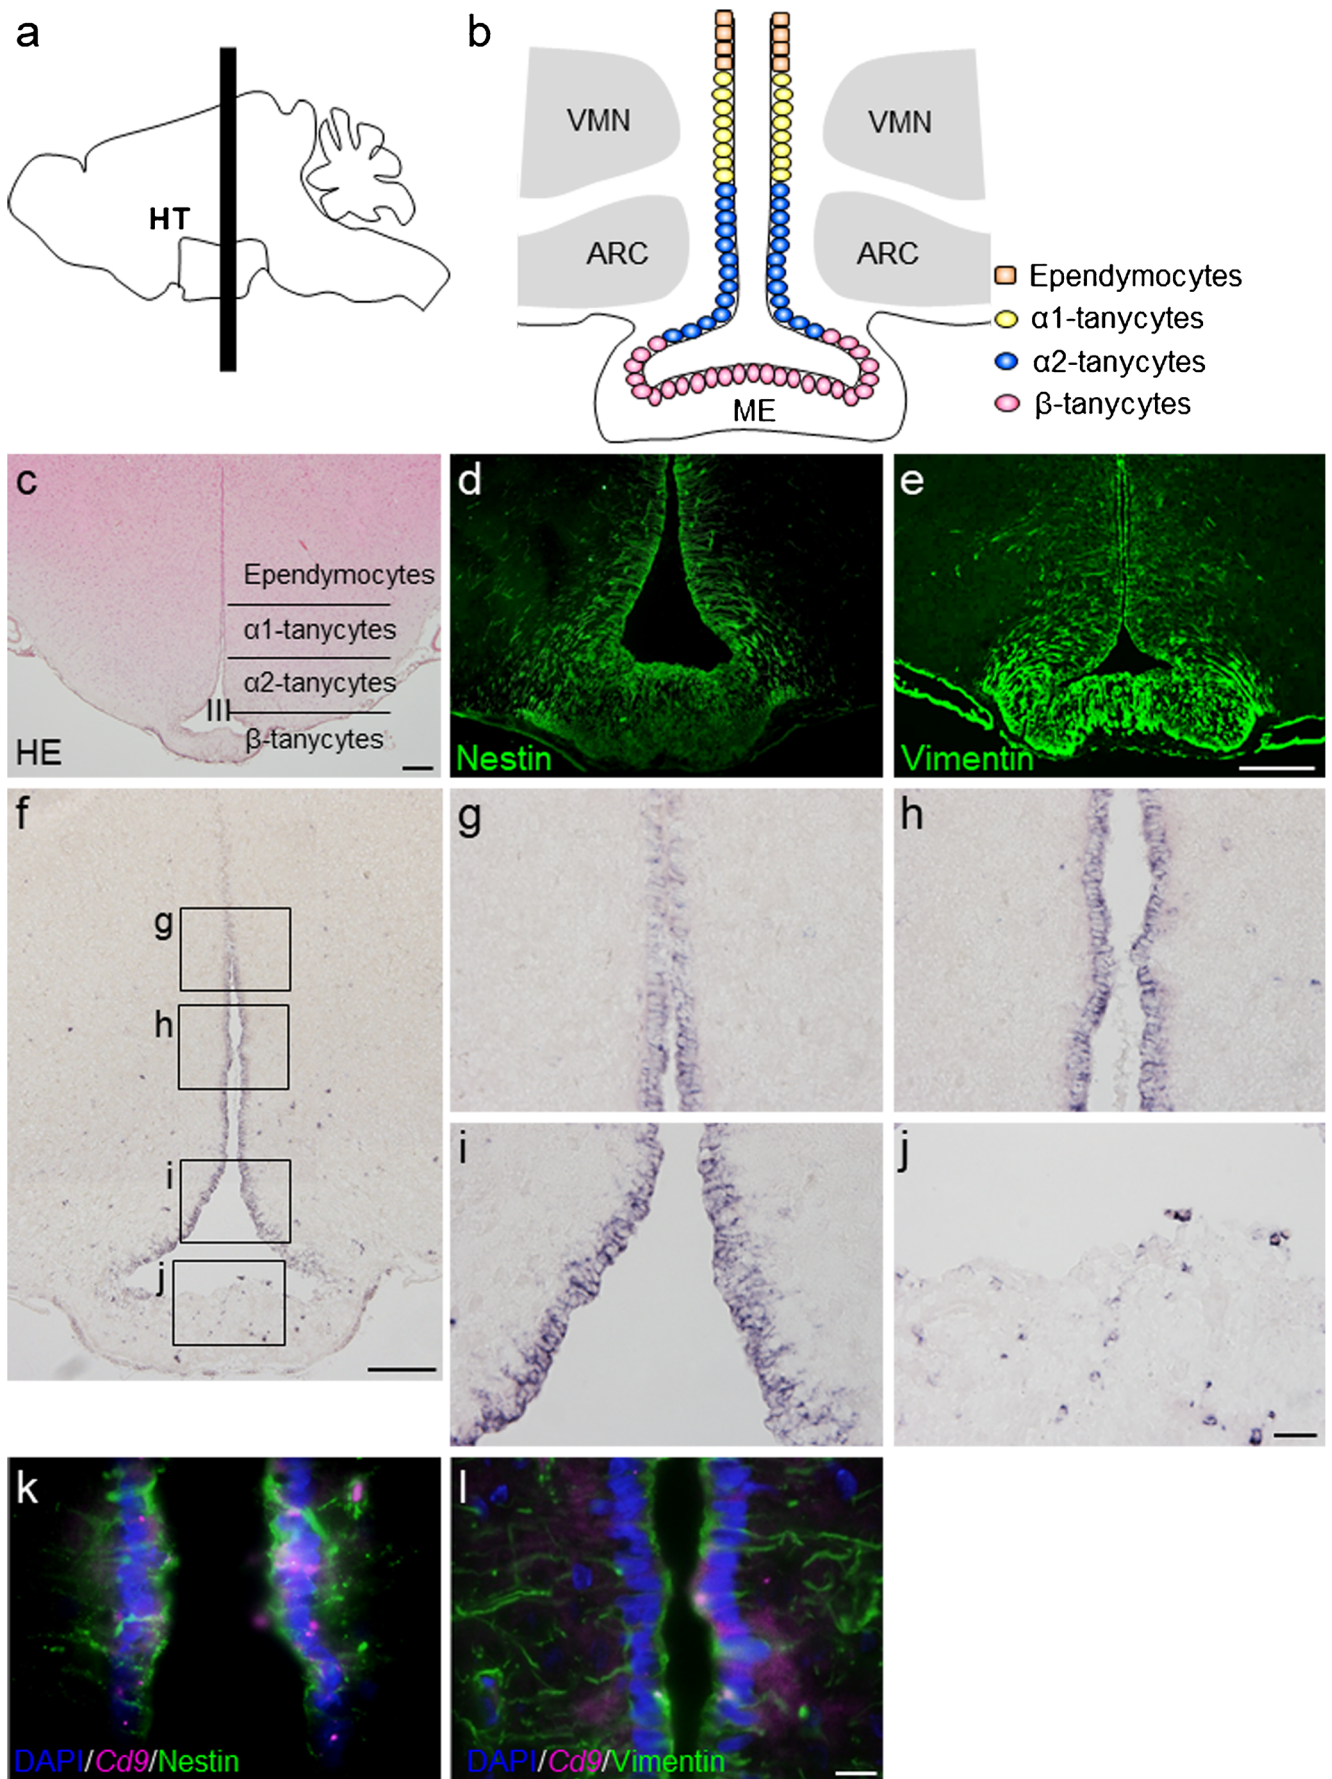 a
HT
b
VMN
VMN
ARC
ARC
ME
Ependymocytes
α1-tanycytes
α2-tanycytes
β-tanycytes
c
Ependymocytes
α1-tanycytes
α2-tanycytes
III
β-tanycytes
HE
d
Nestin
e
Vimentin
f
g
h
i
j
g
h
i
j
k
DAPI/Cd9/Nestin
l
DAPI/Cd9/Vimentin